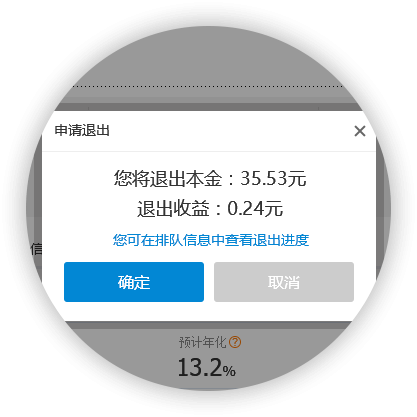 申请退出
您将退出本金：35.53元
退出收益：0.24元
您可在排队信息中查看退出进度
信
确定 取消
预计年化?
13.2%